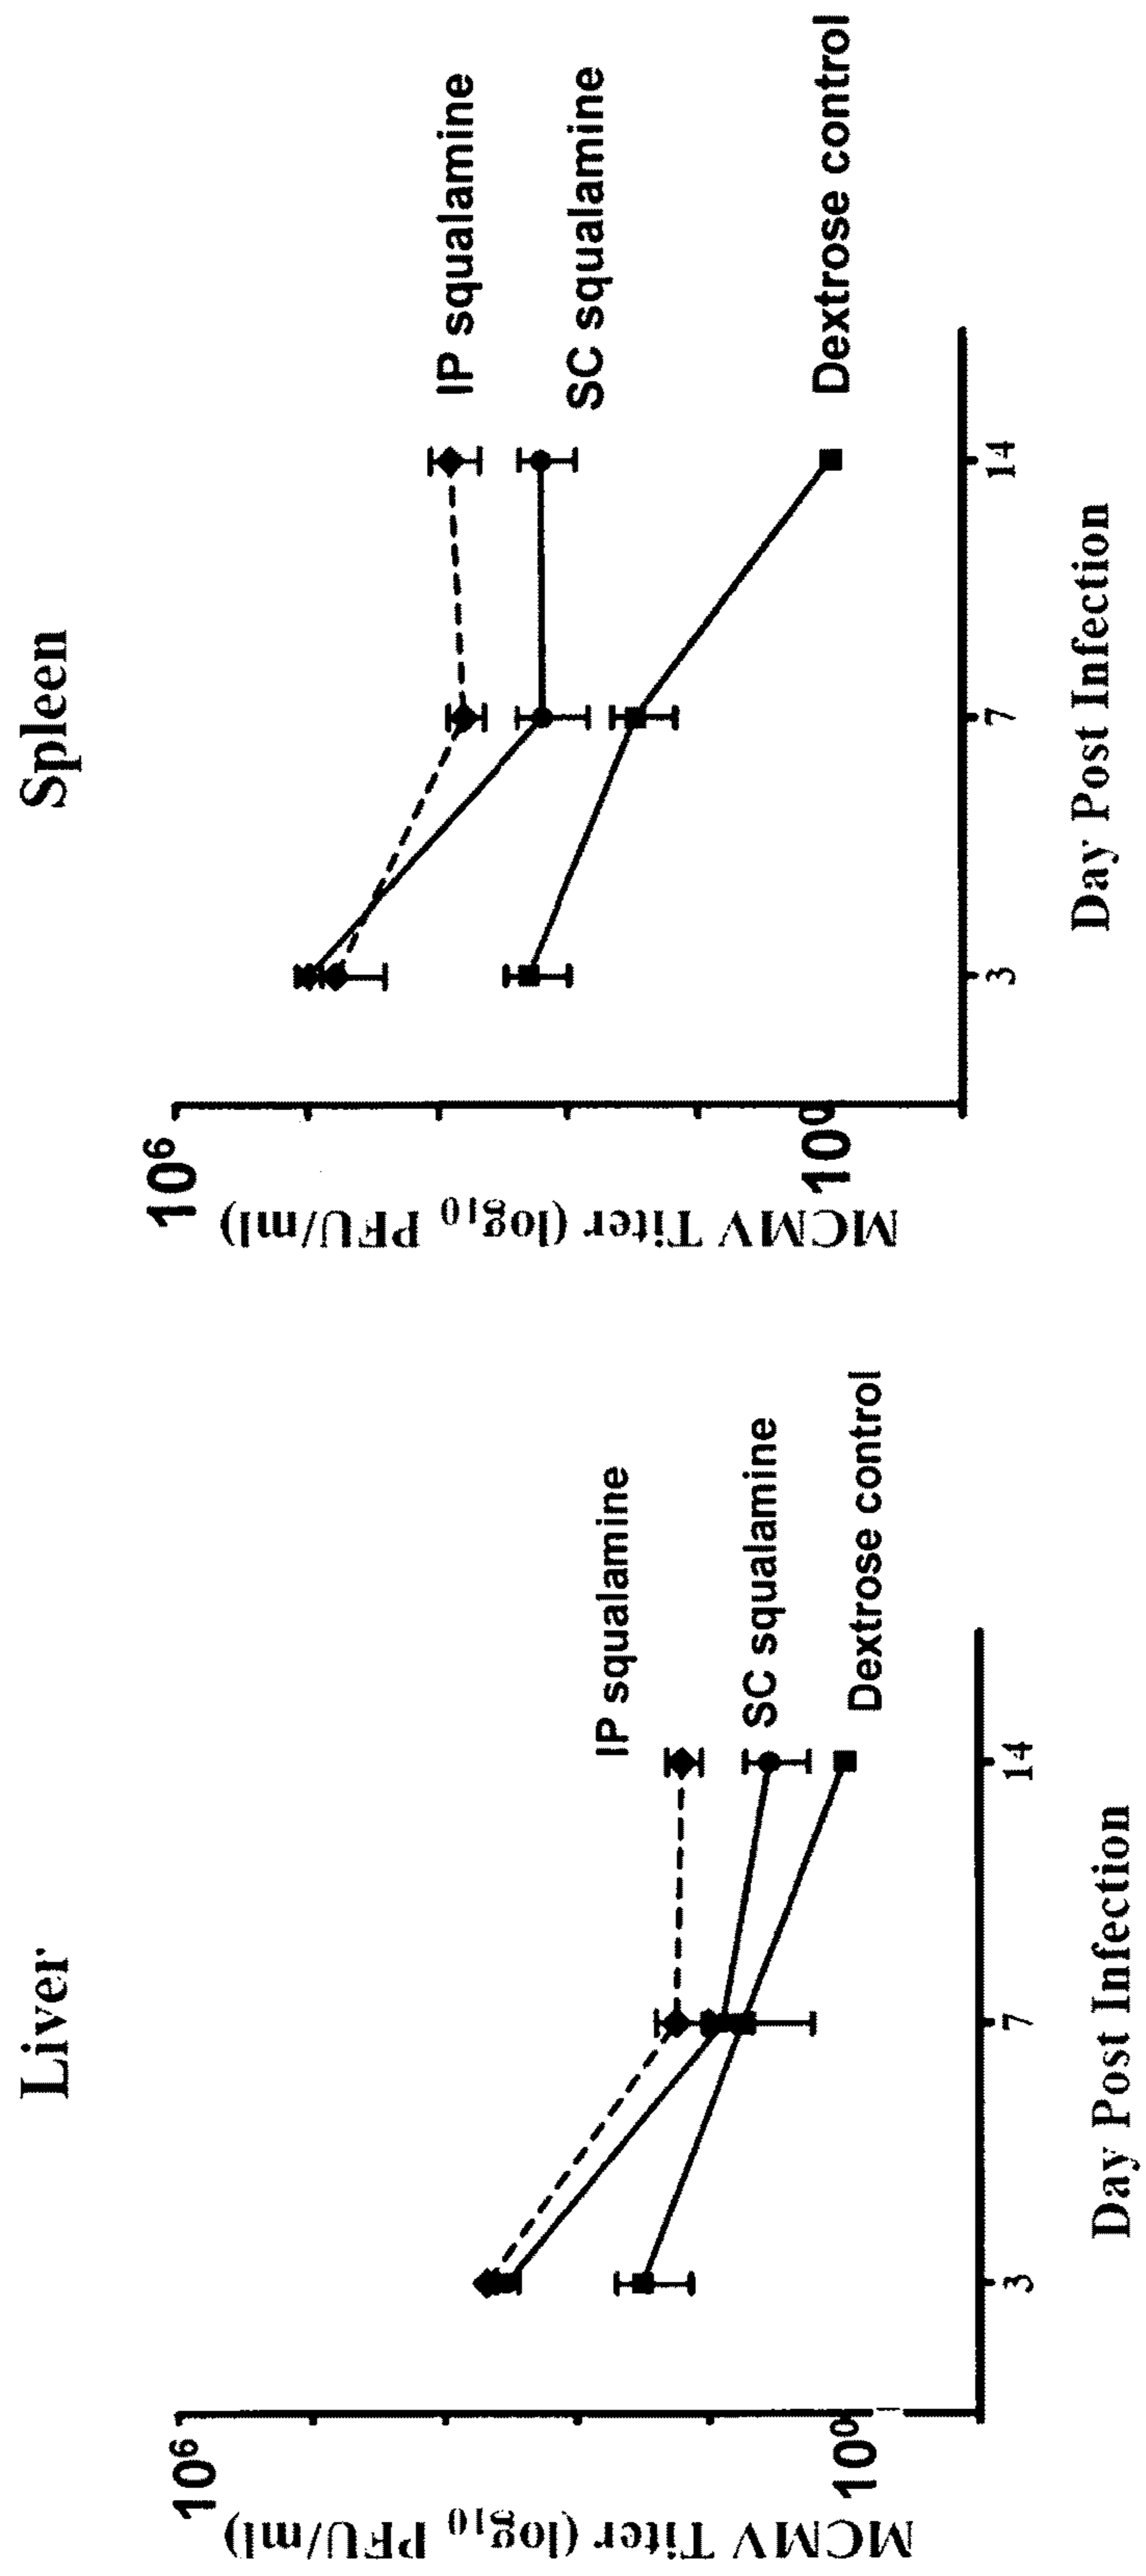 Liver
10⁶
MCMV Titer (log₁₀ PFU/ml)
10⁰
IP squalamine
SC squalamine
Dextrose control
3 7 14
Day Post Infection
Spleen
10⁶
MCMV Titer (log₁₀ PFU/ml)
10⁰
IP squalamine
SC squalamine
Dextrose control
3 7 14
Day Post Infection